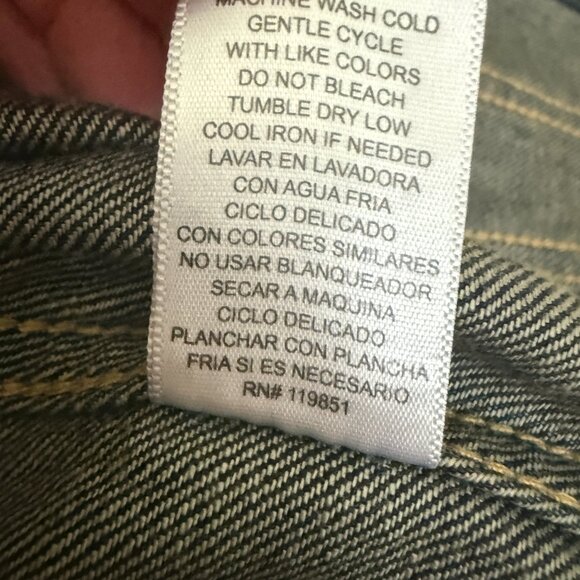 MACHINE WASH COLD
GENTLE CYCLE
WITH LIKE COLORS
DO NOT BLEACH
TUMBLE DRY LOW
COOL IRON IF NEEDED
LAVAR EN LAVADORA
CON AGUA FRIA
CICLO DELICADO
CON COLORES SIMILARES
NO USAR BLANQUEADOR
SECAR A MAQUINA
CICLO DELICADO
PLANCHAR CON PLANCHA
FRIA SI ES NECESARIO
RN# 119851